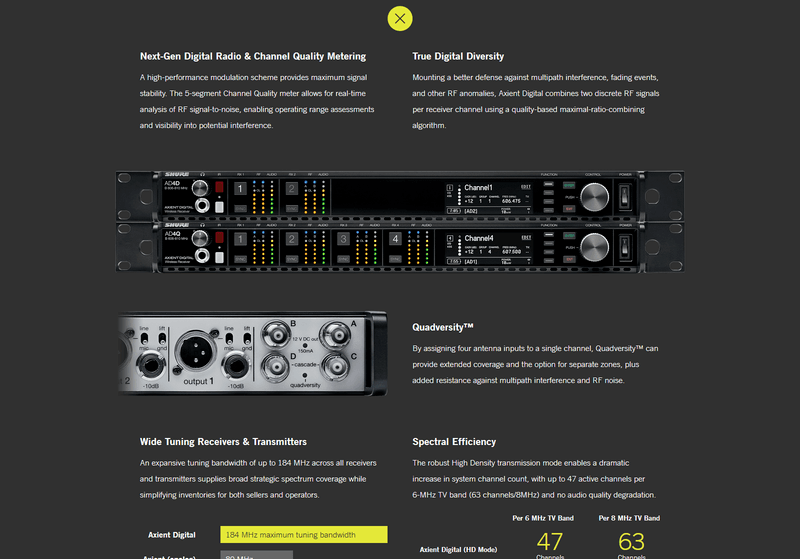 Next-Gen Digital Radio & Channel Quality Metering
A high-performance modulation scheme provides maximum signal
stability. The 5-segment Channel Quality meter allows for real-time
analysis of RF signal-to-noise, enabling operating range assessments
and visibility into potential interference.
True Digital Diversity
Mounting a better defense against multipath interference, fading events,
and other RF anomalies, Axient Digital combines two discrete RF signals
per receiver channel using a quality-based maximal-ratio-combining
algorithm.
SHURE
AD4D
AXIENT DIGITAL
Wireless Receiver
IR
RX 1
RF
AUDIO
1
RX 2
RF
AUDIO
2
Channel1
EDIT
+12 1 1 606.475
[AD2]
FUNCTION
CONTROL
POWER
PUSH
SHURE
AD4Q
AXIENT DIGITAL
Wireless Receiver
1
2
3
4
Channel4
EDIT
[AD1]
PUSH
line lift
mic gnd
-10dB
2
output 1
line lift
mic gnd
-10dB
B
A
12 V DC out
150mA
D
cascade
C
quadversity
Quadversity™
By assigning four antenna inputs to a single channel, Quadversity™ can
provide extended coverage and the option for separate zones, plus
added resistance against multipath interference and RF noise.
Wide Tuning Receivers & Transmitters
An expansive tuning bandwidth of up to 184 MHz across all receivers
and transmitters supplies broad strategic spectrum coverage while
simplifying inventories for both sellers and operators.
Axient Digital
184 MHz maximum tuning bandwidth
Spectral Efficiency
The robust High Density transmission mode enables a dramatic
increase in system channel count, with up to 47 active channels per
6-MHz TV band (63 channels/8MHz) and no audio quality degradation.
Per 6 MHz TV Band
Per 8 MHz TV Band
Axient Digital (HD Mode)
47
63
Channels
Channels